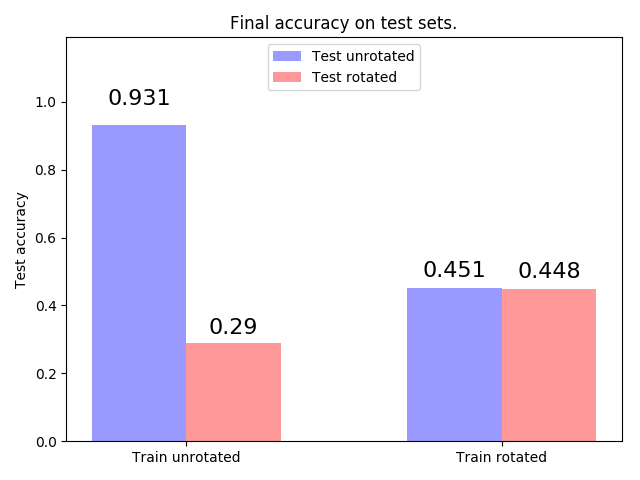 Final accuracy on test sets.
Test unrotated
Test rotated
0.931
0.29
0.451
0.448
1.0
0.8
0.6
0.4
0.2
0.0
Test accuracy
Train unrotated
Train rotated